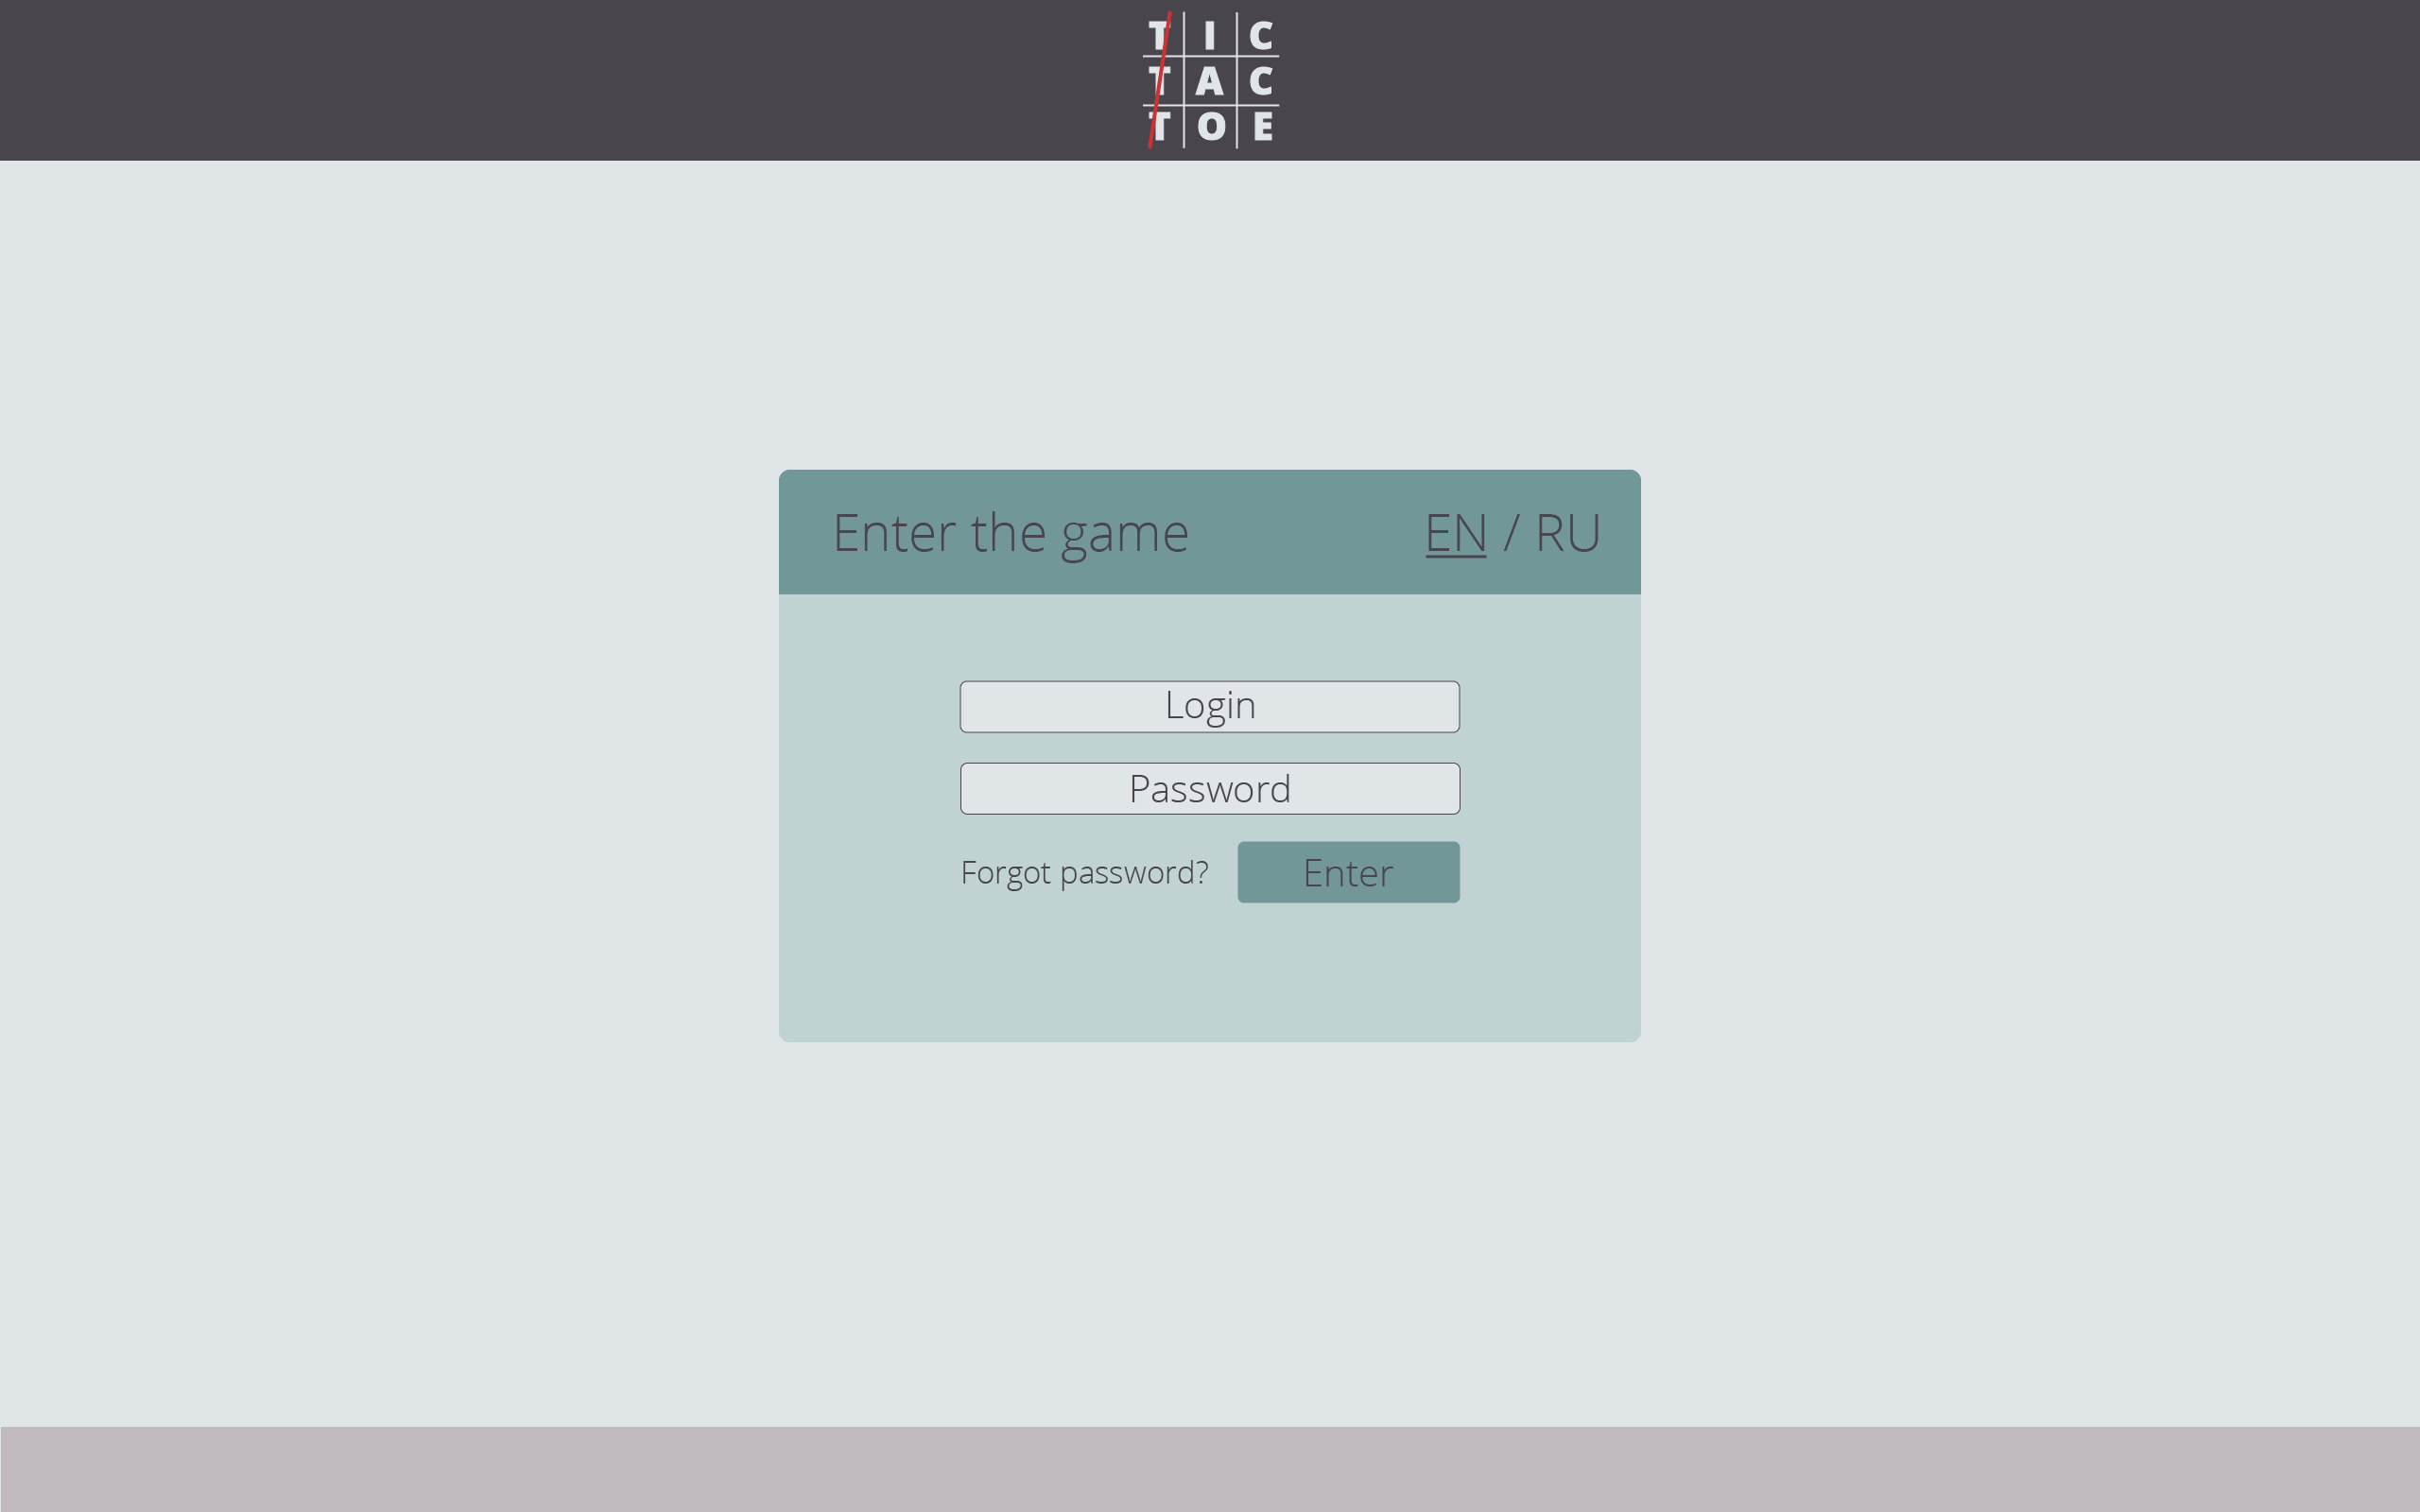 T I C
T A C
T O E
Enter the game EN / RU
Login
Password
Forgot password? Enter